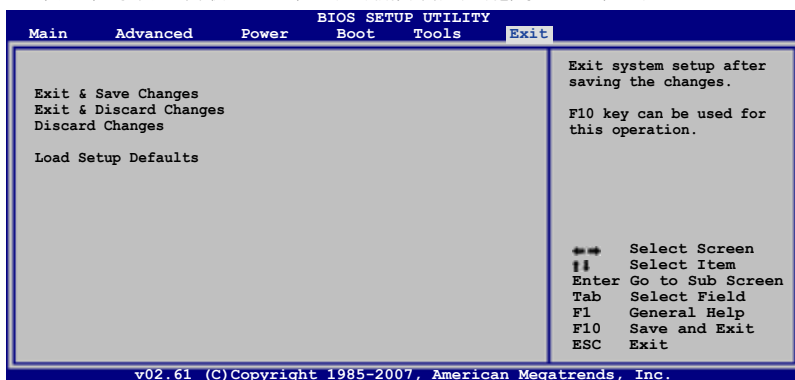 BIOS SETUP UTILITY
Main Advanced Power Boot Tools Exit
Exit & Save Changes
Exit & Discard Changes
Discard Changes
Load Setup Defaults
Exit system setup after
saving the changes.
F10 key can be used for
this operation.
←→ Select Screen
↑↓ Select Item
Enter Go to Sub Screen
Tab Select Field
F1 General Help
F10 Save and Exit
ESC Exit
v02.61 (C)Copyright 1985-2007, American Megatrends, Inc.